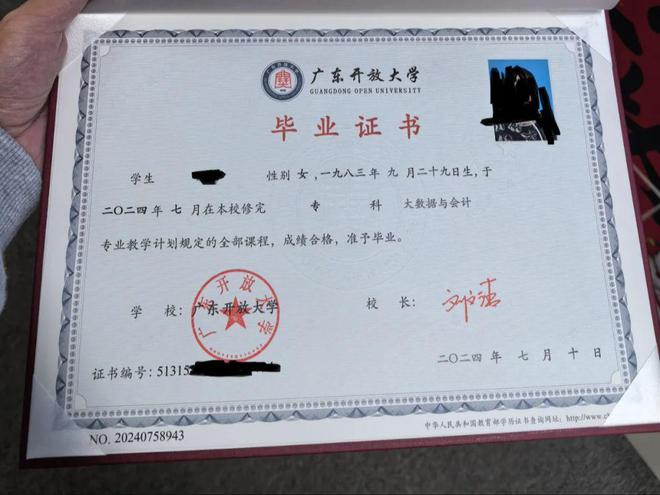 广东开放大学
GUANGDONG OPEN UNIVERSITY
毕业证书
学生 性别 女 ,一九八三年 九 月二十九日生,于
二〇二四年 七 月在本校修完 专 科 大数据与会计
专业教学计划规定的全部课程，成绩合格，准予毕业。
学 校：广东开放大学 校 长：
广东开放大学
二〇二四年 七 月 十 日
证书编号：51315
NO. 20240758943
中华人民共和国教育部学历证书查询网址：http://www.c